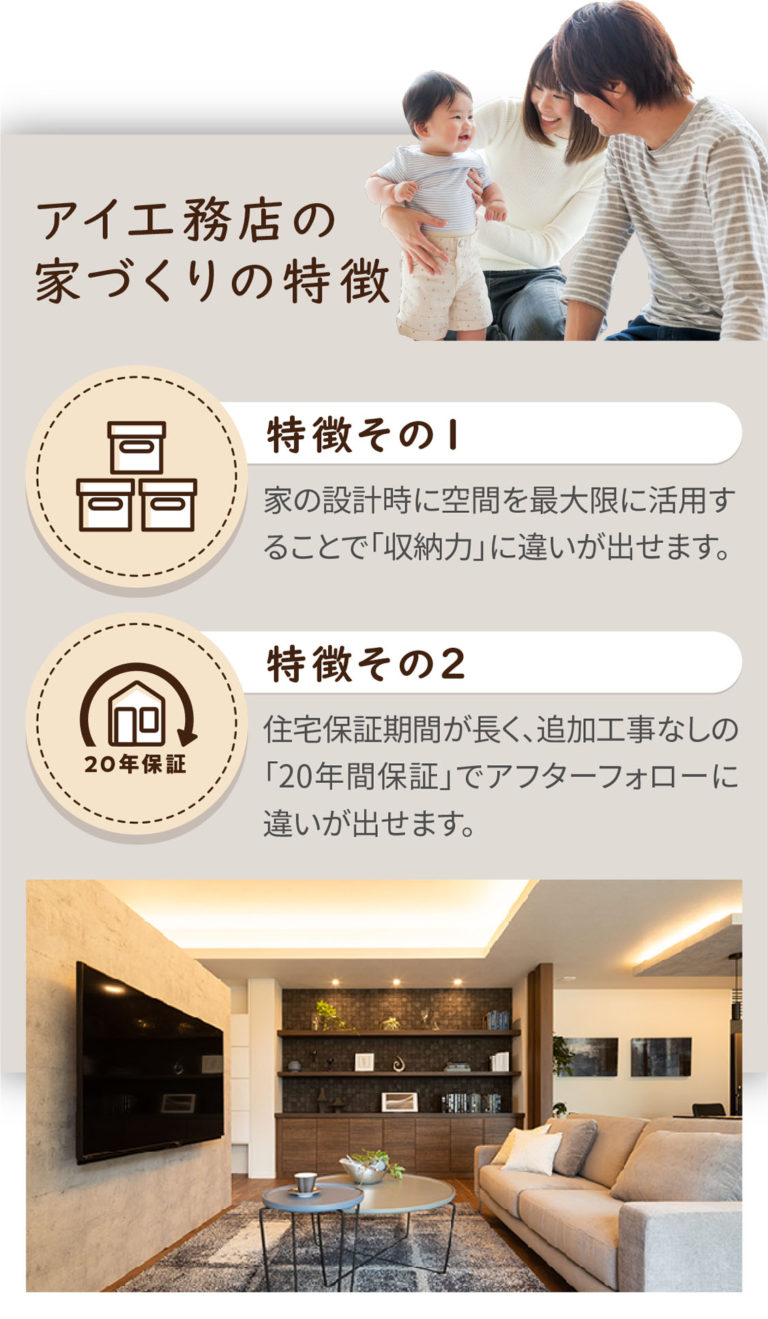 アイ工務店の
家づくりの特徴
特徴その1
家の設計時に空間を最大限に活用す
ることで「収納力」に違いが出せます。
特徴その2
住宅保証期間が長く、追加工事なしの
「20年間保証」でアフターフォローに
違いが出せます。
20年保証